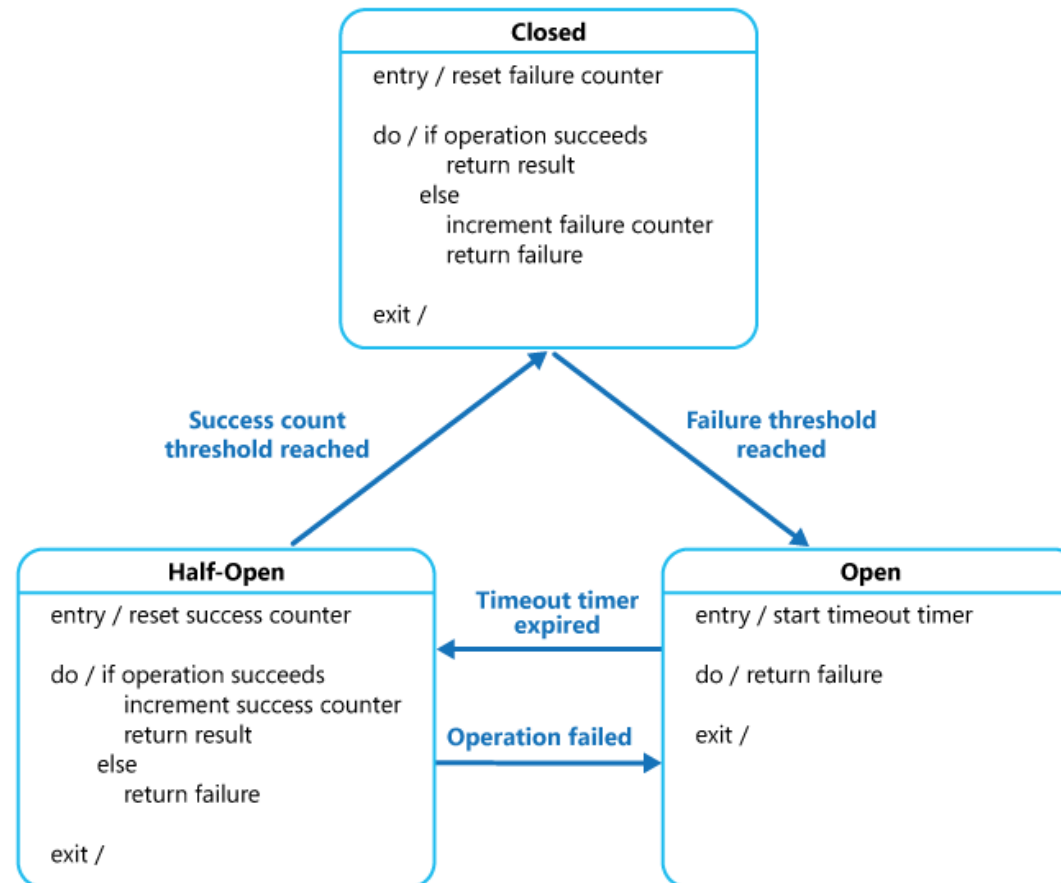 Closed
entry / reset failure counter
do / if operation succeeds
return result
else
increment failure counter
return failure
exit /
Success count
threshold reached
Failure threshold
reached
Half-Open
entry / reset success counter
do / if operation succeeds
increment success counter
return result
else
return failure
exit /
Timeout timer
expired
Operation failed
Open
entry / start timeout timer
do / return failure
exit /